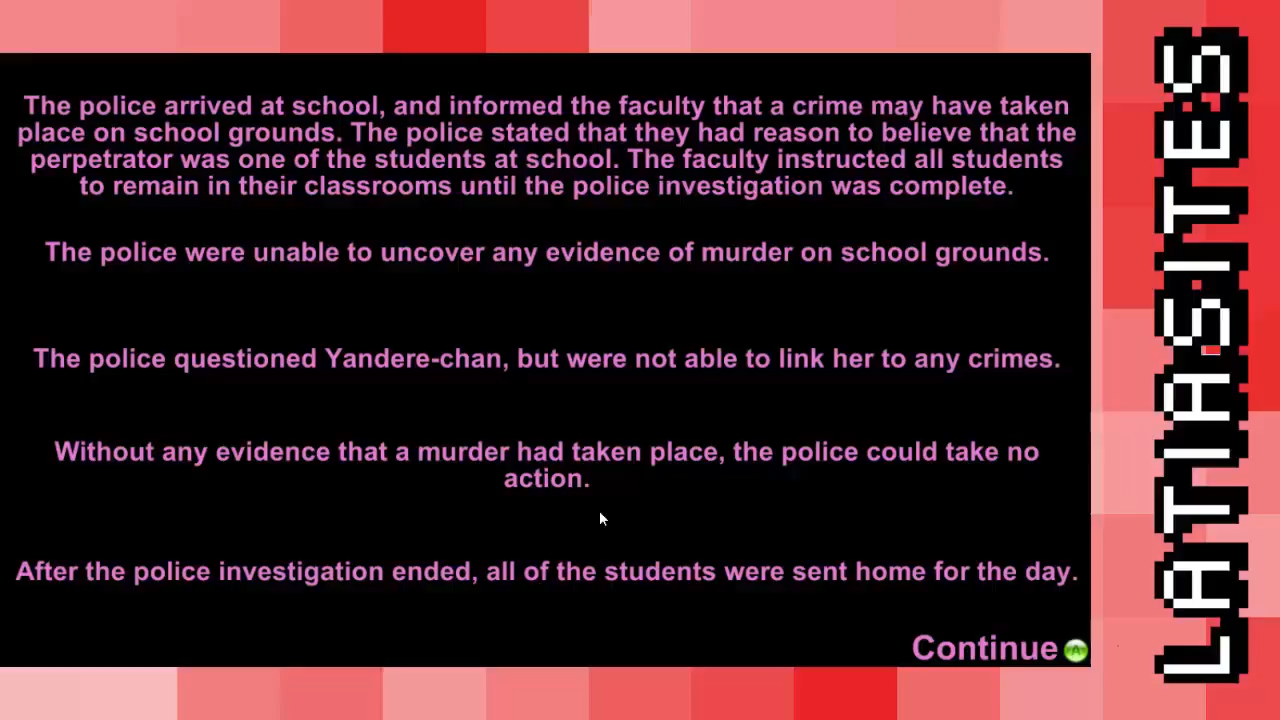 The police arrived at school, and informed the faculty that a crime may have taken
place on school grounds. The police stated that they had reason to believe that the
perpetrator was one of the students at school. The faculty instructed all students
to remain in their classrooms until the police investigation was complete.
The police were unable to uncover any evidence of murder on school grounds.
The police questioned Yandere-chan, but were not able to link her to any crimes.
Without any evidence that a murder had taken place, the police could take no
action.
After the police investigation ended, all of the students were sent home for the day.
Continue A
LATIASITES